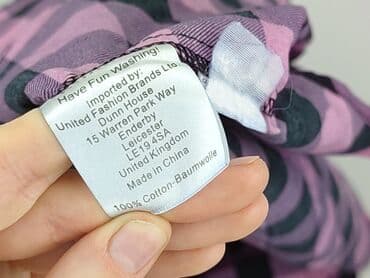 Have Fun Washing!
Imported by:
United Fashion Brands Ltd
Dunn House
15 Warren Park Way
Enderby
Leicester
LE19 4SA
United Kingdom
Made in China
100% Cotton-Baumwolle